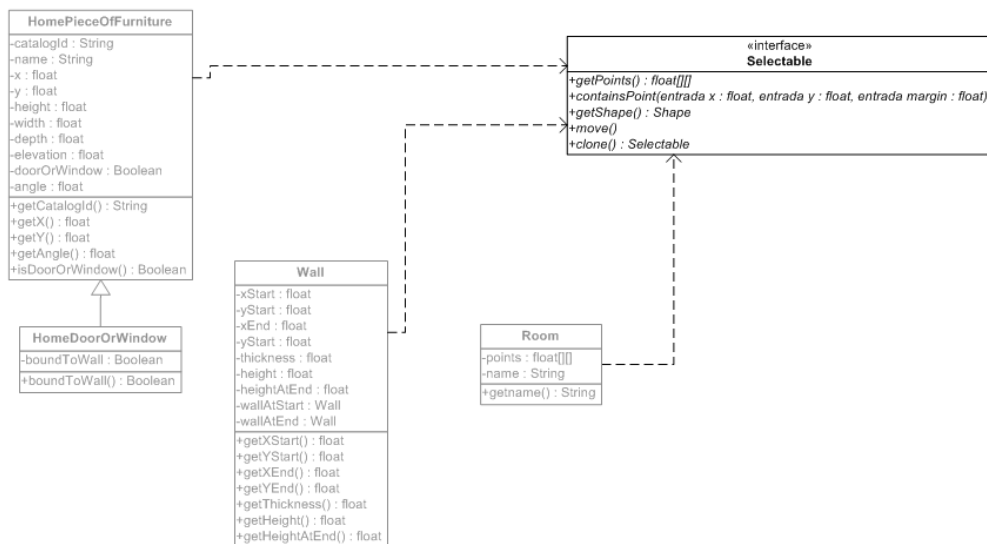 HomePieceOfFurniture
-catalogId : String
-name : String
-x : float
-y : float
-height : float
-width : float
-depth : float
-elevation : float
-doorOrWindow : Boolean
-angle : float
+getCatalogId() : String
+getX() : float
+getY() : float
+getAngle() : float
+isDoorOrWindow() : Boolean
HomeDoorOrWindow
-boundToWall : Boolean
+boundToWall() : Boolean
Wall
-xStart : float
-yStart : float
-xEnd : float
-yStart : float
-thickness : float
-height : float
-heightAtEnd : float
-wallAtStart : Wall
-wallAtEnd : Wall
+getXStart() : float
+getYStart() : float
+getXEnd() : float
+getYEnd() : float
+getThickness() : float
+getHeight() : float
+getHeightAtEnd() : float
Room
-points : float[][]
-name : String
+getname() : String
«interface»
Selectable
+getPoints() : float[][]
+containsPoint(entrada x : float, entrada y : float, entrada margin : float)
+getShape() : Shape
+move()
+clone() : Selectable